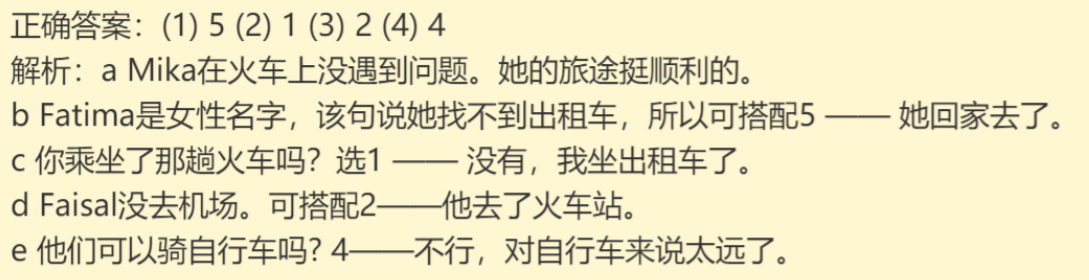 正确答案：(1) 5 (2) 1 (3) 2 (4) 4
解析：a Mika在火车上没遇到问题。她的旅途挺顺利的。
b Fatima是女性名字，该句说她找不到出租车，所以可搭配5 —— 她回家去了。
c 你乘坐了那趟火车吗？选1 —— 没有，我坐出租车了。
d Faisal没去机场。可搭配2——他去了火车站。
e 他们可以骑自行车吗? 4——不行，对自行车来说太远了。